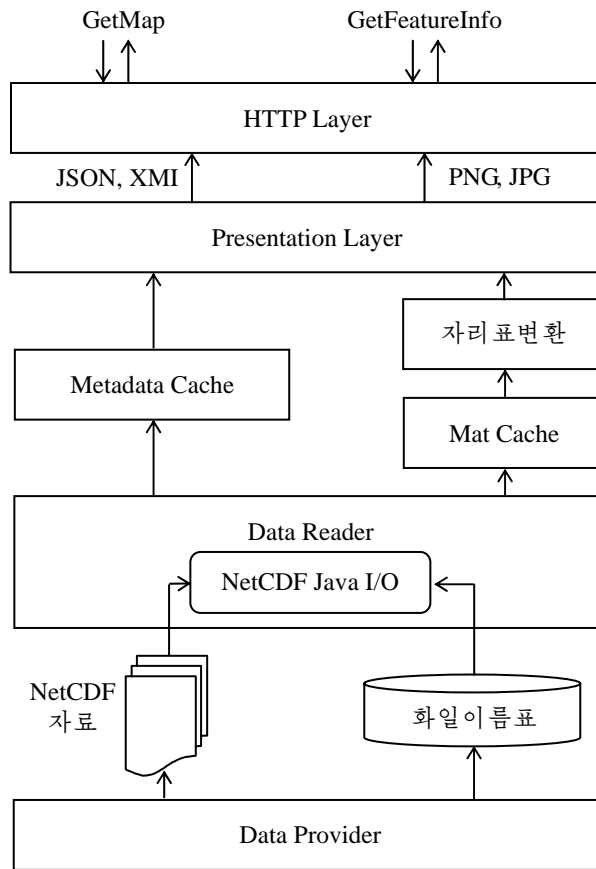 GetMap
GetFeatureInfo
HTTP Layer
JSON, XMI
PNG, JPG
Presentation Layer
자리표변환
Metadata Cache
Mat Cache
Data Reader
NetCDF Java I/O
NetCDF
자료
화일이름표
Data Provider